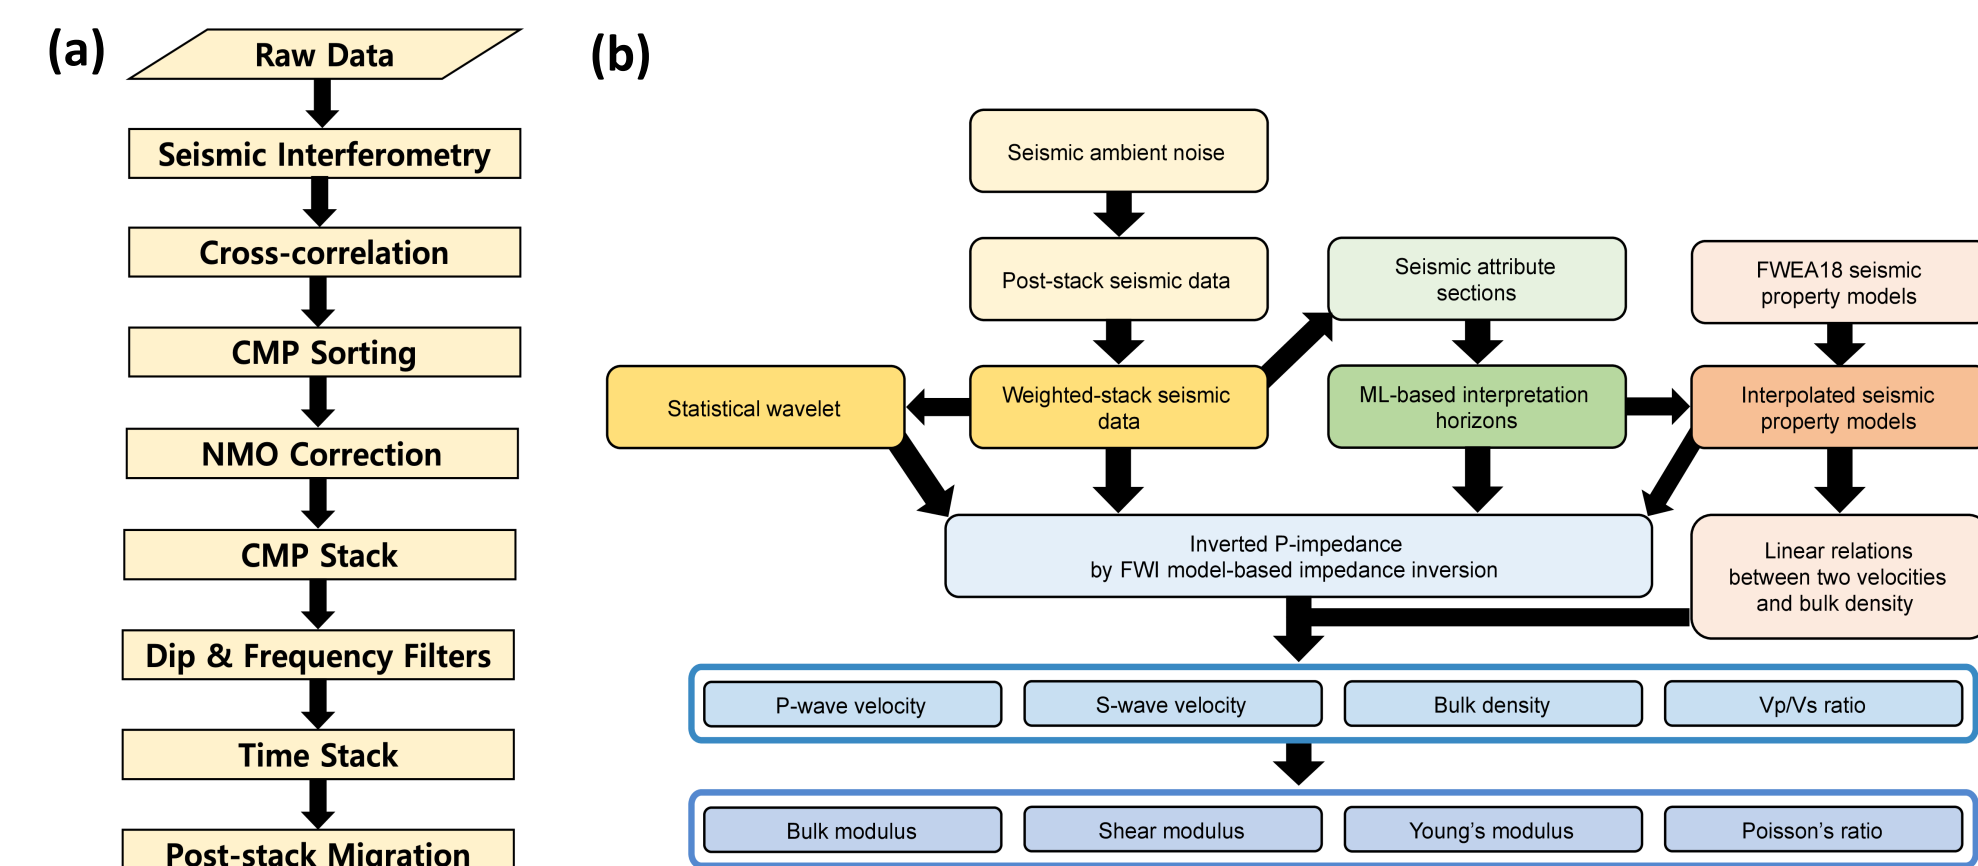 (a)
Raw Data
Seismic Interferometry
Cross-correlation
CMP Sorting
NMO Correction
CMP Stack
Dip & Frequency Filters
Time Stack
Post-stack Migration
(b)
Seismic ambient noise
Post-stack seismic data
Seismic attribute
sections
FWEA18 seismic
property models
Statistical wavelet
Weighted-stack seismic
data
ML-based interpretation
horizons
Interpolated seismic
property models
Inverted P-impedance
by FWI model-based impedance inversion
Linear relations
between two velocities
and bulk density
P-wave velocity
S-wave velocity
Bulk density
Vp/Vs ratio
Bulk modulus
Shear modulus
Young's modulus
Poisson's ratio